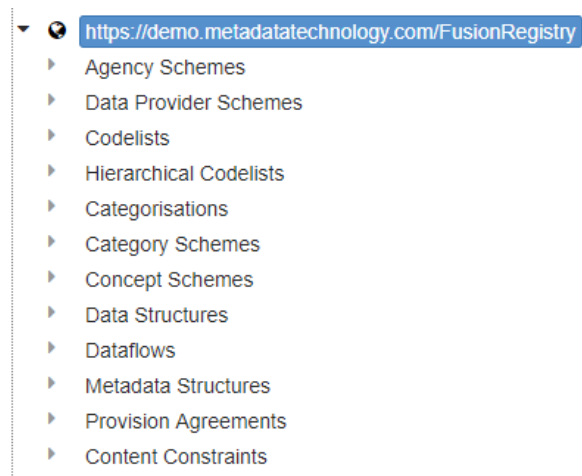 https://demo.metadatatechnology.com/FusionRegistry
Agency Schemes
Data Provider Schemes
Codelists
Hierarchical Codelists
Categorisations
Category Schemes
Concept Schemes
Data Structures
Dataflows
Metadata Structures
Provision Agreements
Content Constraints